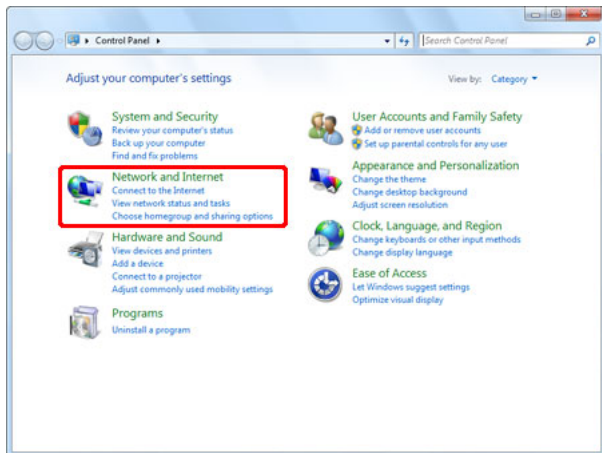 Control Panel
Search Control Panel
Adjust your computer's settings
View by: Category
System and Security
Review your computer's status
Back up your computer
Find and fix problems
Network and Internet
Connect to the Internet
View network status and tasks
Choose homegroup and sharing options
Hardware and Sound
View devices and printers
Add a device
Connect to a projector
Adjust commonly used mobility settings
Programs
Uninstall a program
User Accounts and Family Safety
Add or remove user accounts
Set up parental controls for any user
Appearance and Personalization
Change the theme
Change desktop background
Adjust screen resolution
Clock, Language, and Region
Change keyboards or other input methods
Change display language
Ease of Access
Let Windows suggest settings
Optimize visual display